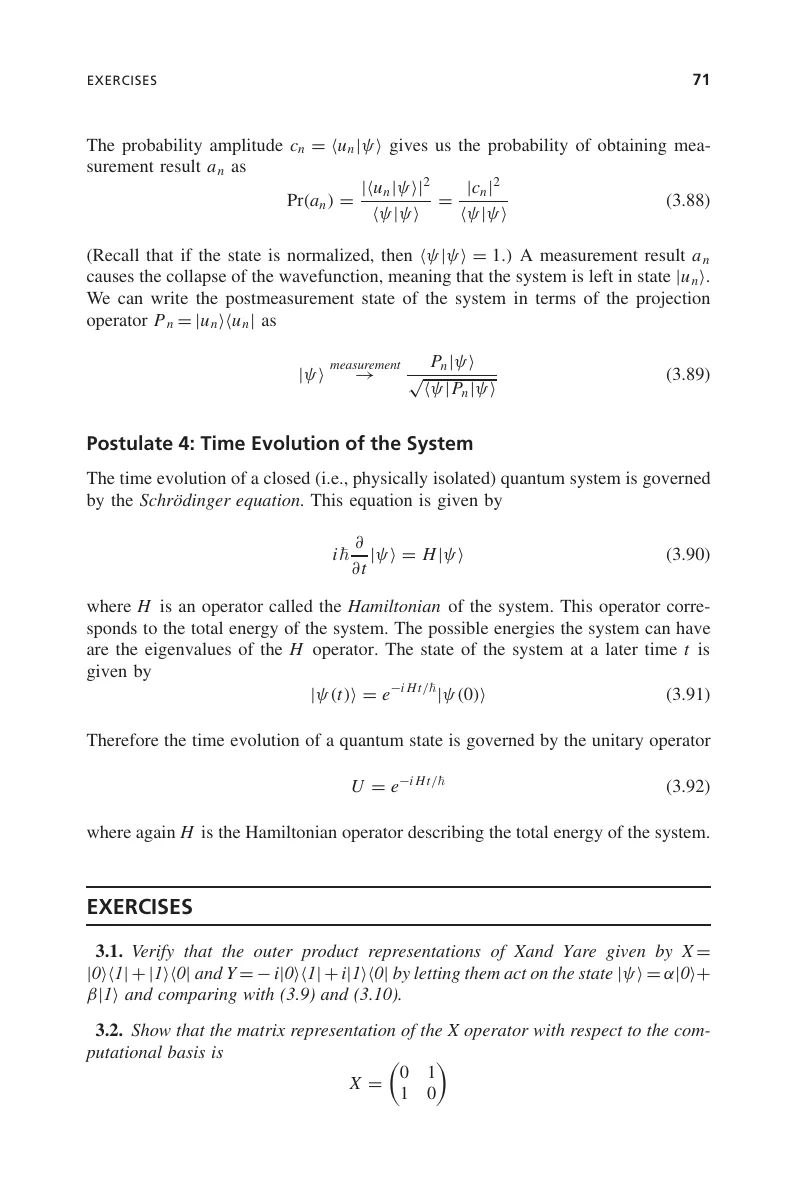 EXERCISES 71
The probability amplitude cₙ = ⟨uₙ|ψ⟩ gives us the probability of obtaining mea-
surement result aₙ as
Pr(aₙ) = |⟨uₙ|ψ⟩|² / ⟨ψ|ψ⟩ = |cₙ|² / ⟨ψ|ψ⟩ (3.88)
(Recall that if the state is normalized, then ⟨ψ|ψ⟩ = 1.) A measurement result aₙ
causes the collapse of the wavefunction, meaning that the system is left in state |uₙ⟩.
We can write the postmeasurement state of the system in terms of the projection
operator Pₙ = |uₙ⟩⟨uₙ| as
|ψ⟩ measurement → Pₙ|ψ⟩ / √⟨ψ|Pₙ|ψ⟩ (3.89)
Postulate 4: Time Evolution of the System
The time evolution of a closed (i.e., physically isolated) quantum system is governed
by the Schrödinger equation. This equation is given by
iħ ∂/∂t |ψ⟩ = H|ψ⟩ (3.90)
where H is an operator called the Hamiltonian of the system. This operator corre-
sponds to the total energy of the system. The possible energies the system can have
are the eigenvalues of the H operator. The state of the system at a later time t is
given by
|ψ(t)⟩ = e^{−iHt/ħ}|ψ(0)⟩ (3.91)
Therefore the time evolution of a quantum state is governed by the unitary operator
U = e^{−iHt/ħ} (3.92)
where again H is the Hamiltonian operator describing the total energy of the system.
EXERCISES
3.1. Verify that the outer product representations of Xand Yare given by X=
|0⟩⟨1| + |1⟩⟨0| and Y = − i|0⟩⟨1| + i|1⟩⟨0| by letting them act on the state |ψ⟩ = α|0⟩+
β|1⟩ and comparing with (3.9) and (3.10).
3.2. Show that the matrix representation of the X operator with respect to the com-
putational basis is
X = (0 1
1 0)